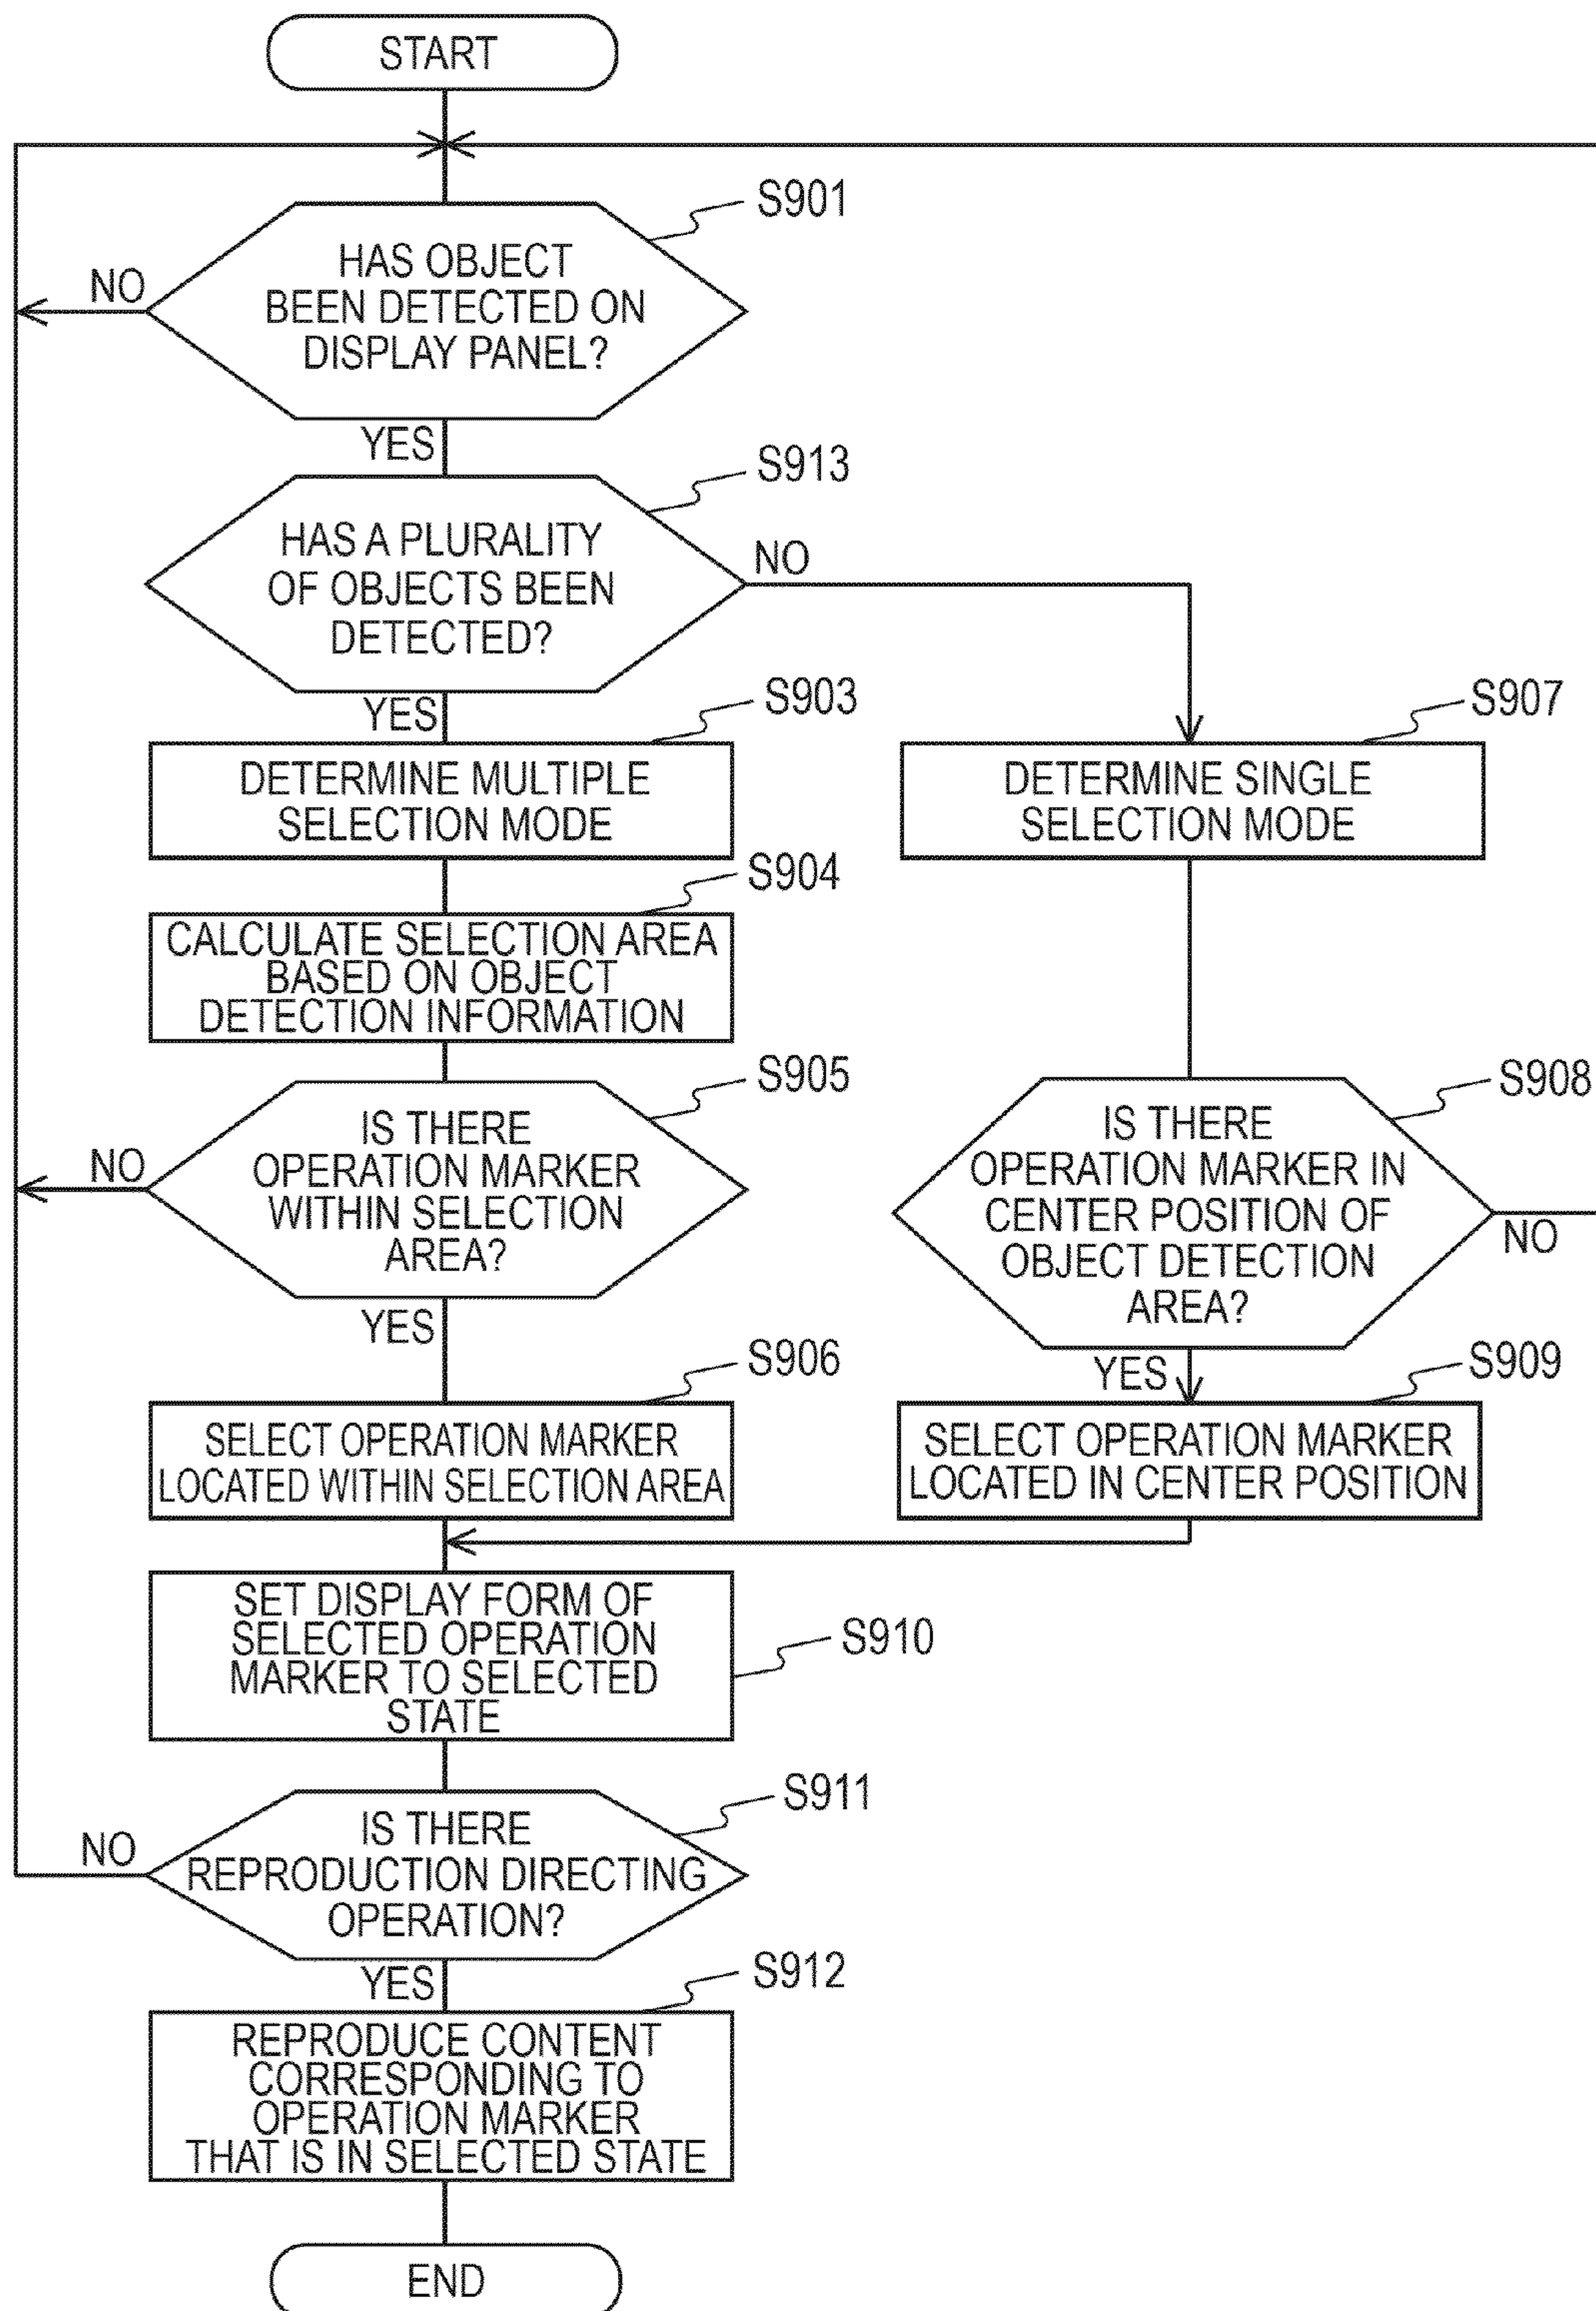 START
S901
HAS OBJECT
BEEN DETECTED ON
DISPLAY PANEL?
NO
YES
S913
HAS A PLURALITY
OF OBJECTS BEEN
DETECTED?
NO
YES
S903
DETERMINE MULTIPLE
SELECTION MODE
S907
DETERMINE SINGLE
SELECTION MODE
S904
CALCULATE SELECTION AREA
BASED ON OBJECT
DETECTION INFORMATION
S905
IS THERE
OPERATION MARKER
WITHIN SELECTION
AREA?
NO
YES
S908
IS THERE
OPERATION MARKER IN
CENTER POSITION OF
OBJECT DETECTION
AREA?
NO
YES
S906
SELECT OPERATION MARKER
LOCATED WITHIN SELECTION AREA
S909
SELECT OPERATION MARKER
LOCATED IN CENTER POSITION
SET DISPLAY FORM OF
SELECTED OPERATION
MARKER TO SELECTED
STATE
S910
S911
IS THERE
REPRODUCTION DIRECTING
OPERATION?
NO
YES
S912
REPRODUCE CONTENT
CORRESPONDING TO
OPERATION MARKER
THAT IS IN SELECTED STATE
END